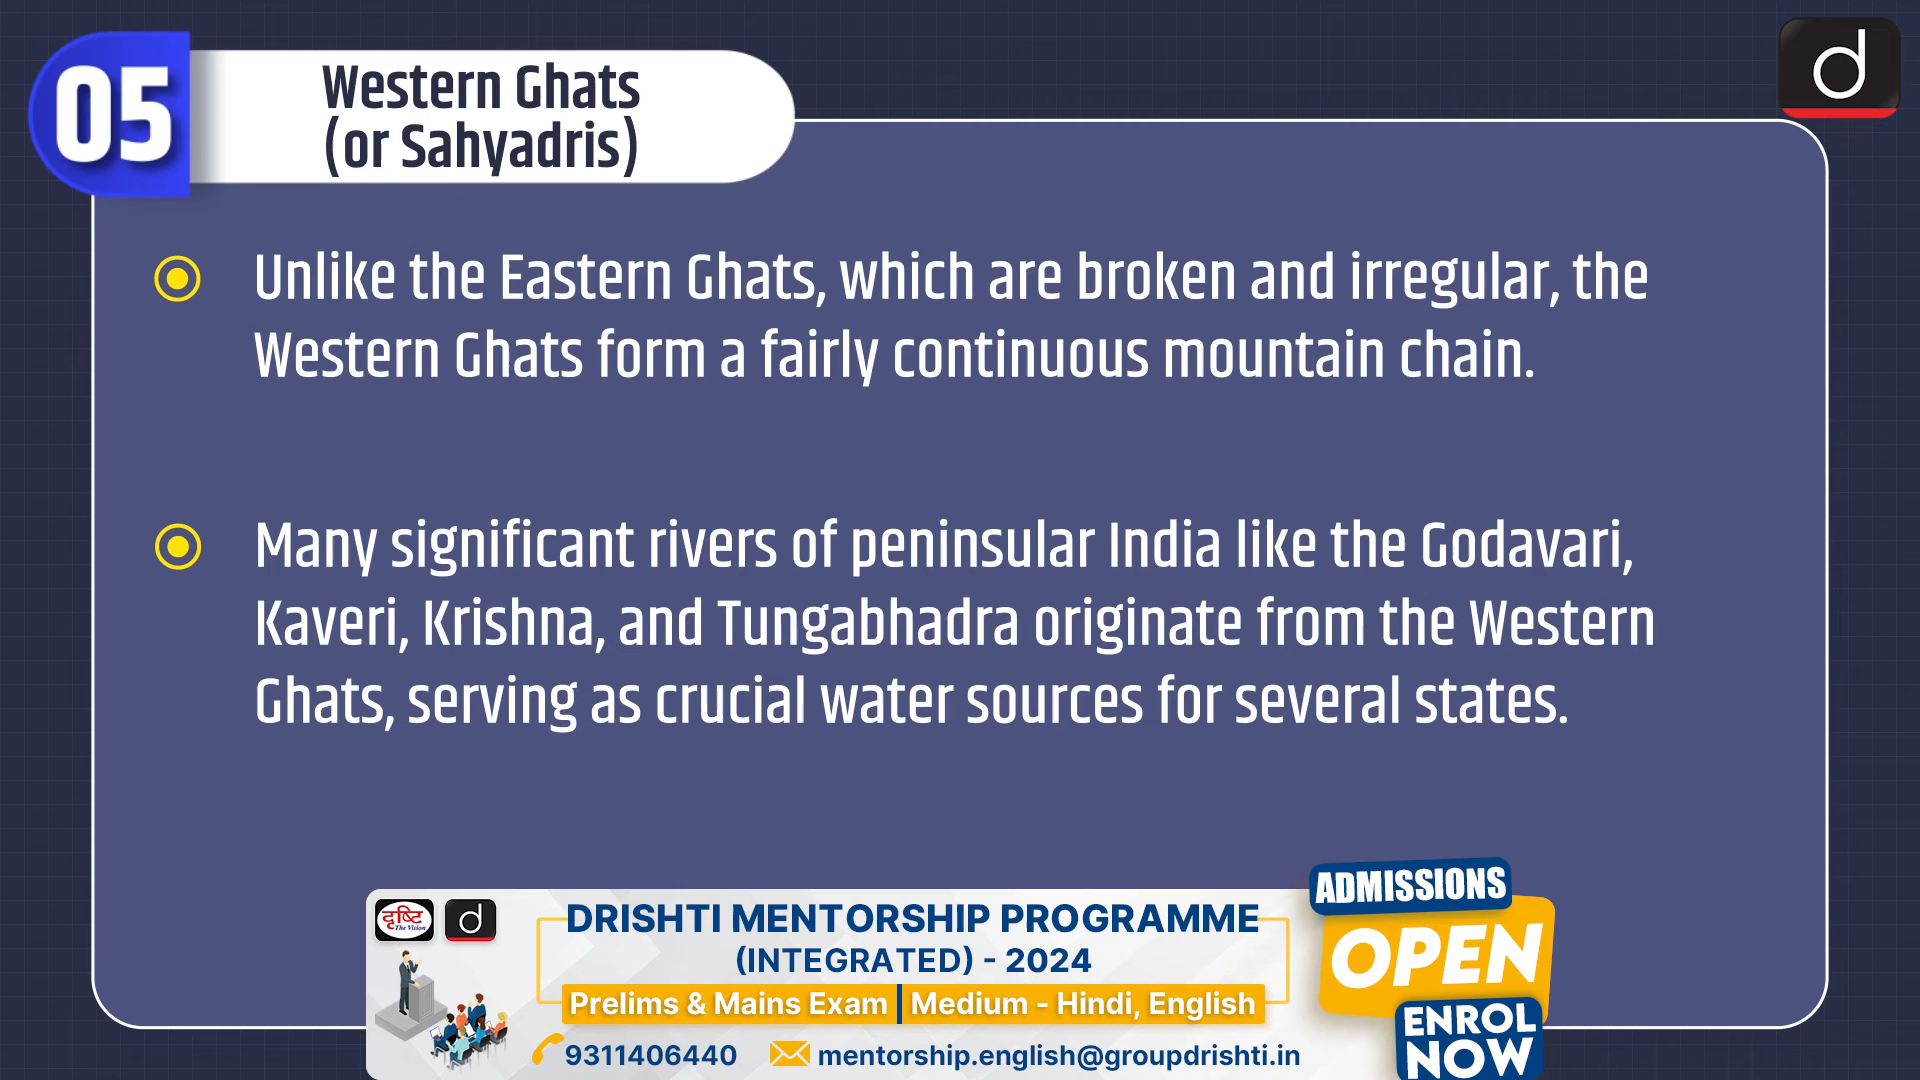 05
Western Ghats
(or Sahyadris)
d
Unlike the Eastern Ghats, which are broken and irregular, the
Western Ghats form a fairly continuous mountain chain.
Many significant rivers of peninsular India like the Godavari,
Kaveri, Krishna, and Tungabhadra originate from the Western
Ghats, serving as crucial water sources for several states.
दृष्टि
The Vision
d
DRISHTI MENTORSHIP PROGRAMME
(INTEGRATED) - 2024
Prelims & Mains Exam | Medium - Hindi, English
9311406440 mentorship.english@groupdrishti.in
ADMISSIONS
OPEN
ENROL
NOW